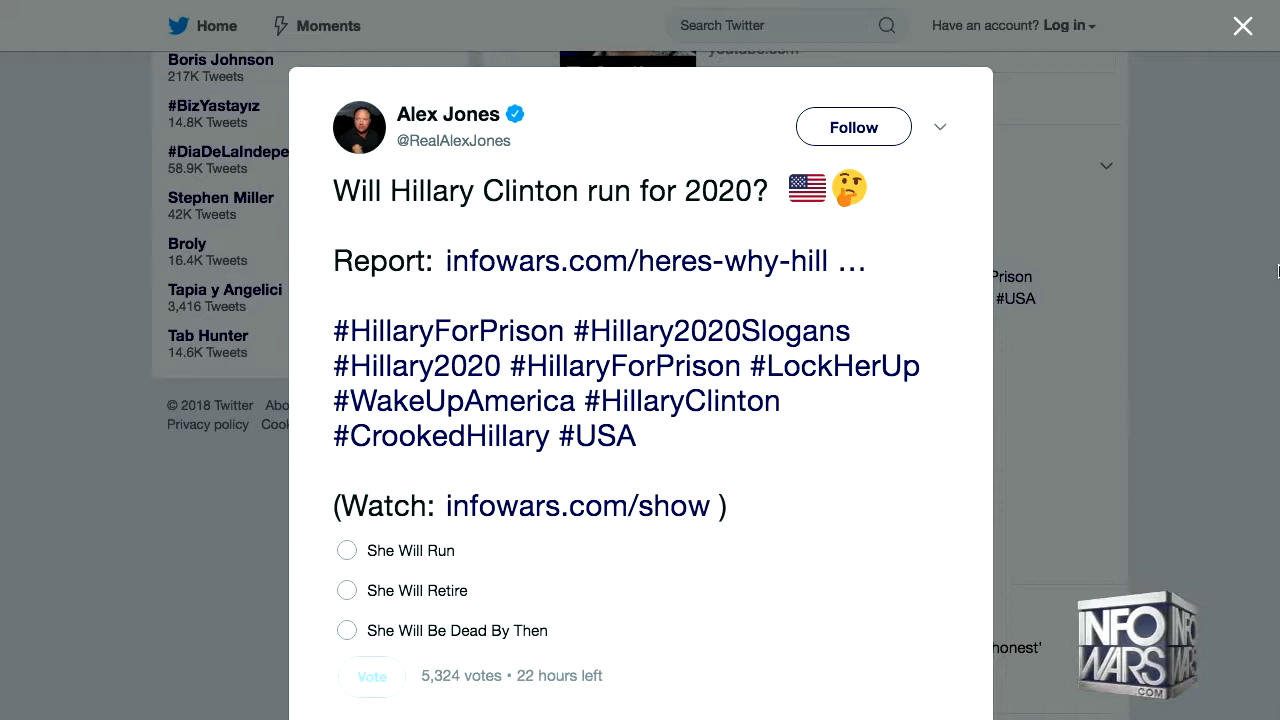 Home Moments Search Twitter Have an account? Log in
Boris Johnson
217K Tweets
#BizYastayız
14.8K Tweets
#DiaDeLaIndepe
58.9K Tweets
Stephen Miller
42K Tweets
Broly
16.4K Tweets
Tapia y Angelici
3,416 Tweets
Tab Hunter
14.6K Tweets
© 2018 Twitter Abo
Privacy policy Cook
youtube.com
Alex Jones
@RealAlexJones
Follow
Will Hillary Clinton run for 2020?
Report: infowars.com/heres-why-hill …
#HillaryForPrison #Hillary2020Slogans
#Hillary2020 #HillaryForPrison #LockHerUp
#WakeUpAmerica #HillaryClinton
#CrookedHillary #USA
(Watch: infowars.com/show )
She Will Run
She Will Retire
She Will Be Dead By Then
Vote 5,324 votes • 22 hours left
Prison
#USA
honest'
INFO
WARS
.COM
INF
WARS